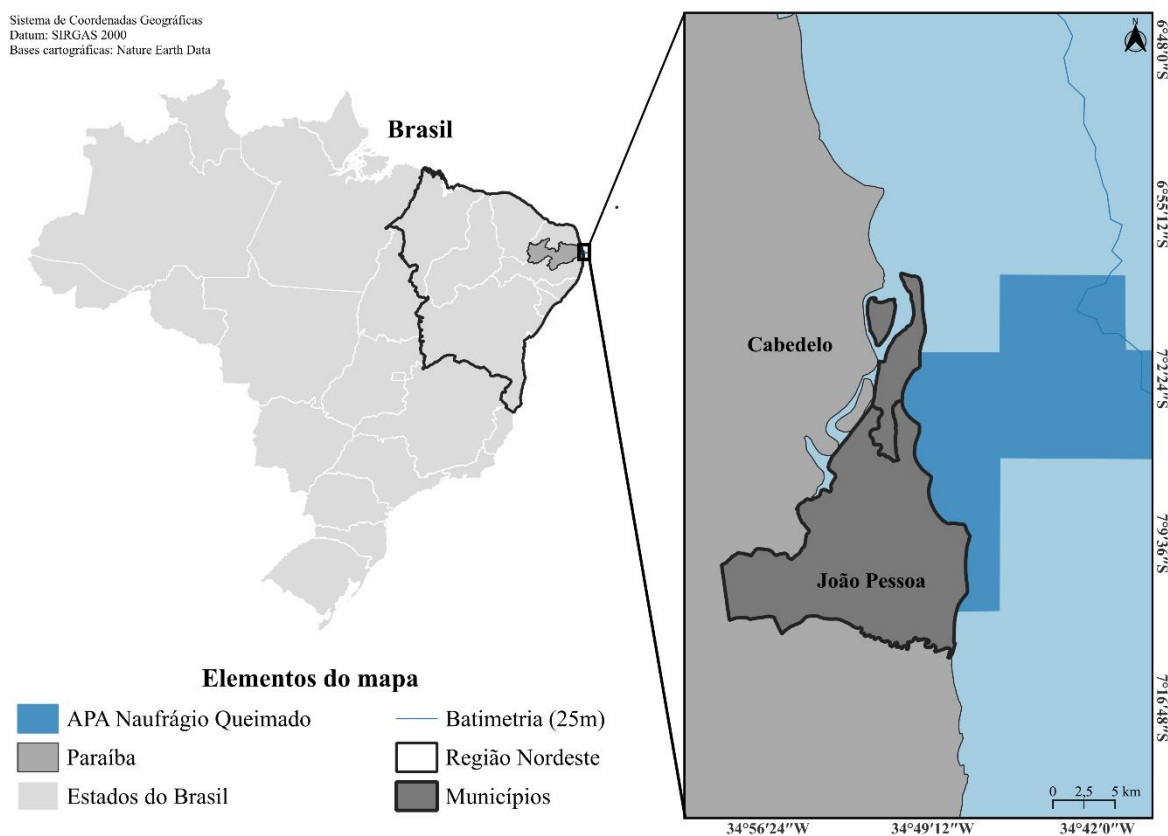 Sistema de Coordenadas Geográficas
Datum: SIRGAS 2000
Bases cartográficas: Nature Earth Data
Brasil
N
6°48'0"S
6°55'12"S
Cabedelo
7°2'24"S
7°9'36"S
João Pessoa
7°16'48"S
0 2,5 5 km
34°56'24"W
34°49'12"W
34°42'0"W
Elementos do mapa
APA Naufrágio Queimado
Batimetria (25m)
Paraíba
Região Nordeste
Estados do Brasil
Municípios